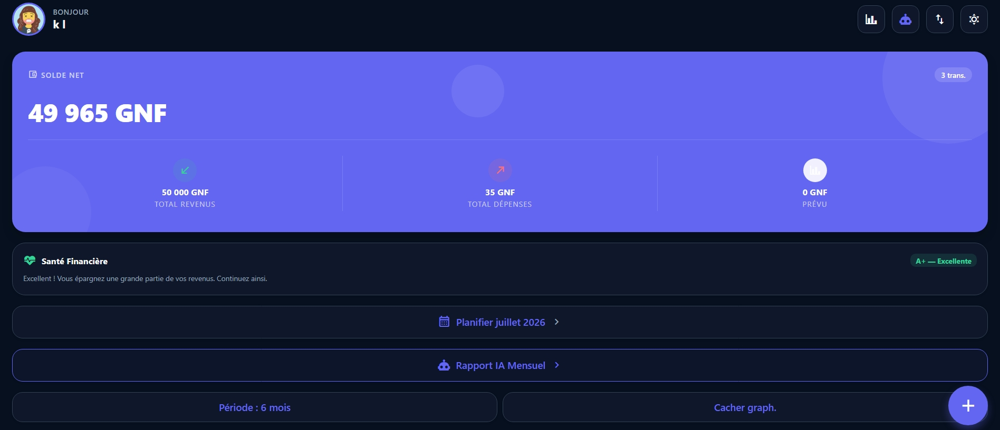 BONJOUR
k l
SOLDE NET
3 trans.
49 965 GNF
50 000 GNF
TOTAL REVENUS
35 GNF
TOTAL DÉPENSES
0 GNF
PRÉVU
Santé Financière
A+ — Excellente
Excellent ! Vous épargnez une grande partie de vos revenus. Continuez ainsi.
Planifier juillet 2026
Rapport IA Mensuel
Période : 6 mois
Cacher graph.